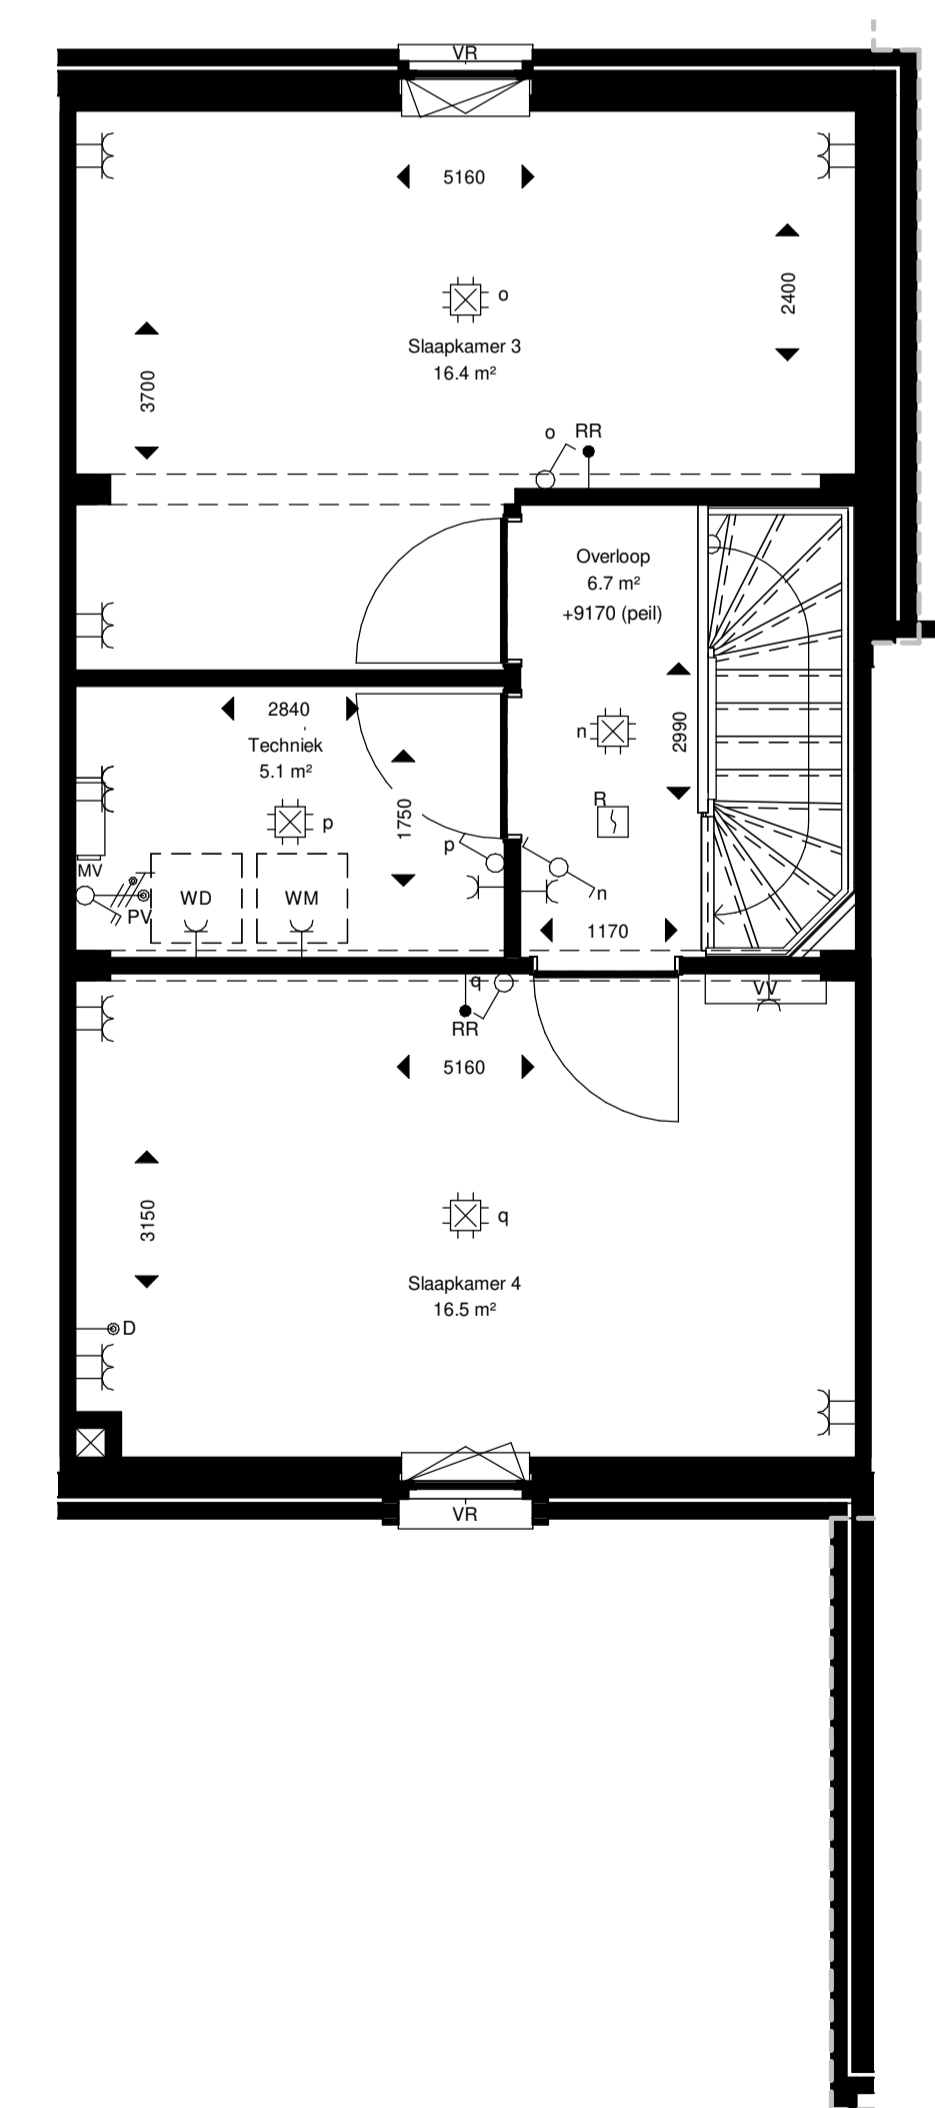 VR
5160
2400
o
Slaapkamer 3
16.4 m²
3700
o RR
Overloop
6.7 m²
+9170 (peil)
2840
Techniek
5.1 m²
n
2990
R
p
1750
p
MV
PV
WD
WM
n
1170
q
RR
VV
5160
3150
q
Slaapkamer 4
16.5 m²
D
VR